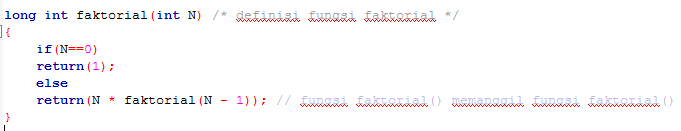 long int faktorial(int N) /* definisi fungsi faktorial */
{
if(N==0)
return(1);
else
return(N * faktorial(N - 1)); // fungsi faktorial() memanggil fungsi faktorial()
}